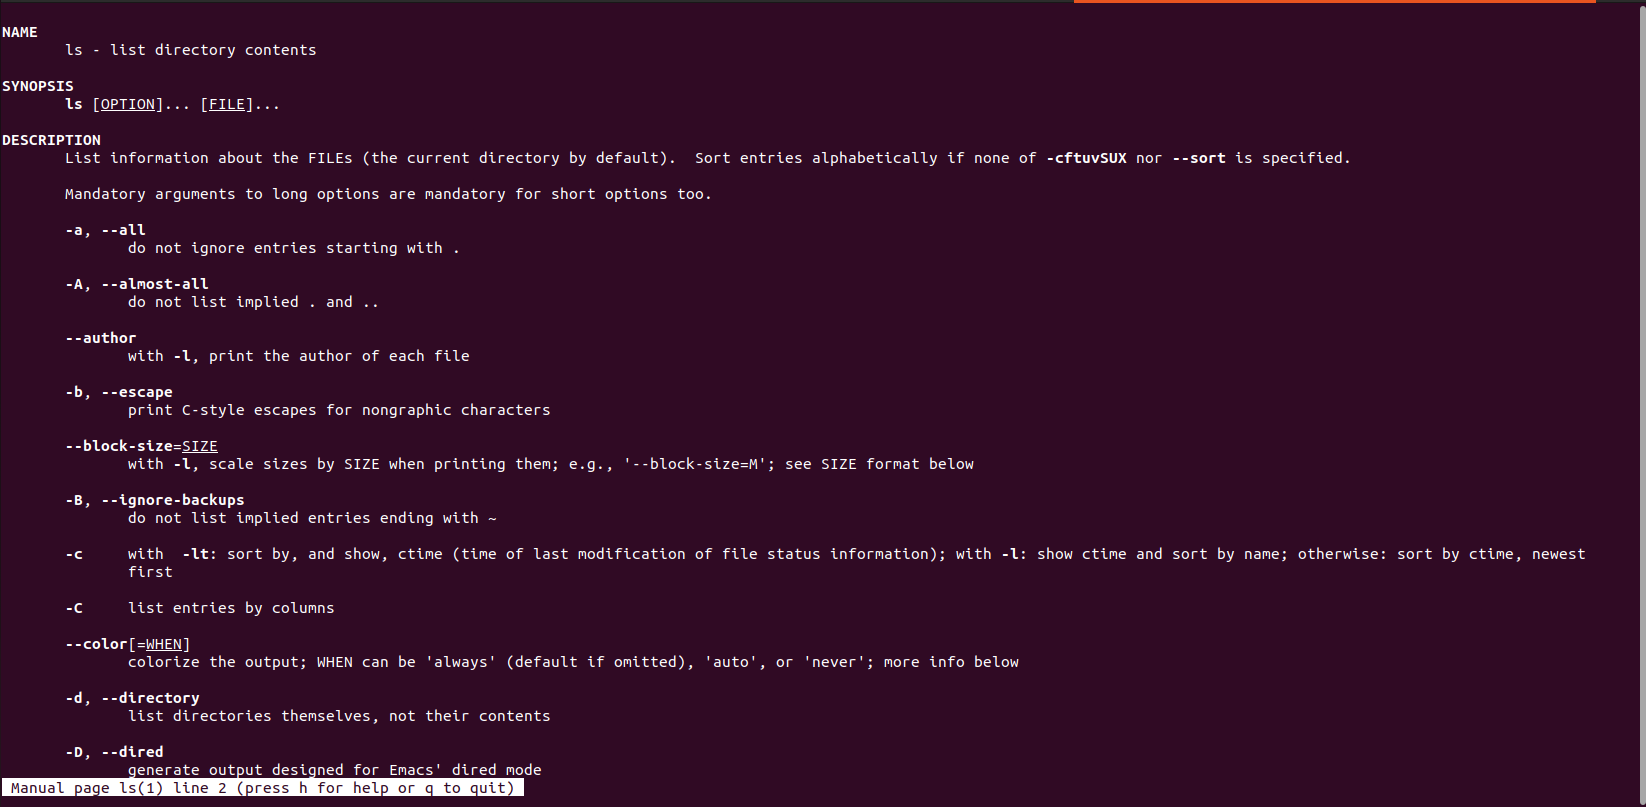 NAME
ls - list directory contents
SYNOPSIS
ls [OPTION]... [FILE]...
DESCRIPTION
List information about the FILEs (the current directory by default).  Sort entries alphabetically if none of -cftuvSUX nor --sort is specified.
Mandatory arguments to long options are mandatory for short options too.
-a, --all
do not ignore entries starting with .
-A, --almost-all
do not list implied . and ..
--author
with -l, print the author of each file
-b, --escape
print C-style escapes for nongraphic characters
--block-size=SIZE
with -l, scale sizes by SIZE when printing them; e.g., '--block-size=M'; see SIZE format below
-B, --ignore-backups
do not list implied entries ending with ~
-c     with  -lt: sort by, and show, ctime (time of last modification of file status information); with -l: show ctime and sort by name; otherwise: sort by ctime, newest
first
-C     list entries by columns
--color[=WHEN]
colorize the output; WHEN can be 'always' (default if omitted), 'auto', or 'never'; more info below
-d, --directory
list directories themselves, not their contents
-D, --dired
generate output designed for Emacs' dired mode
Manual page ls(1) line 2 (press h for help or q to quit)